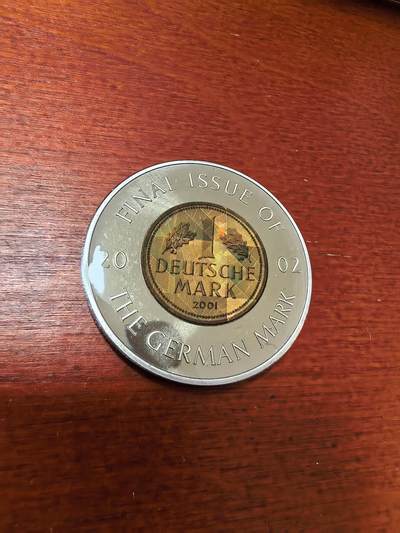 FINAL ISSUE OF
20 02
1
DEUTSCHE
MARK
2001
THE GERMAN MARK